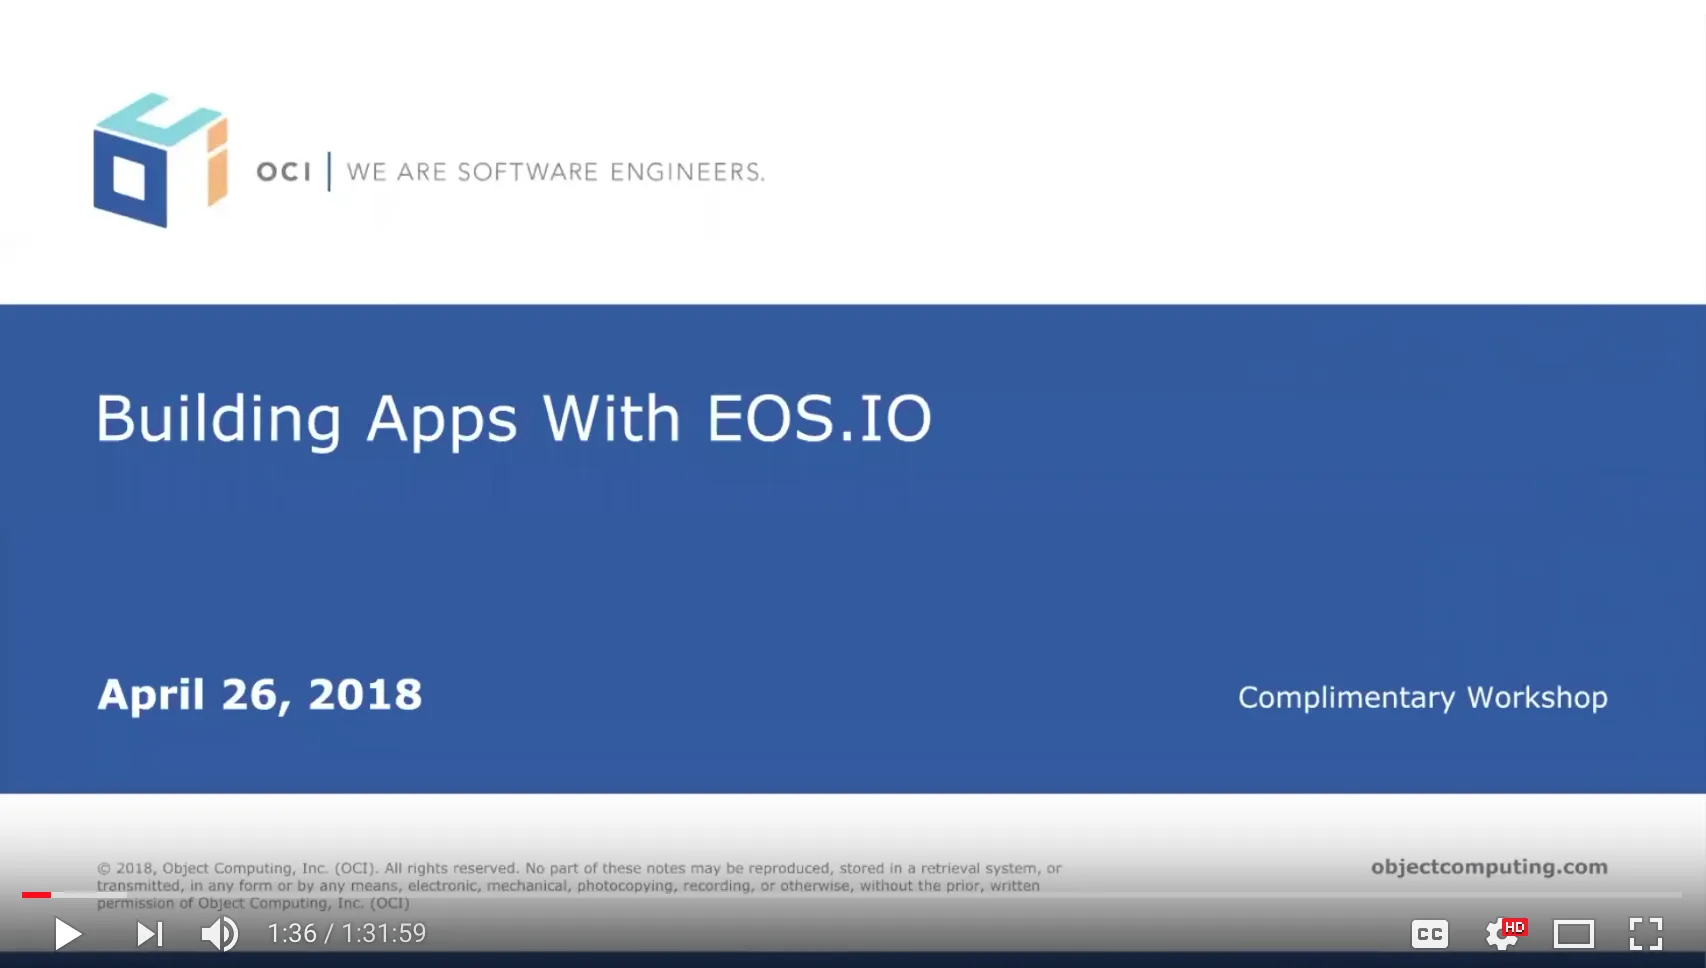 OCI | WE ARE SOFTWARE ENGINEERS.
Building Apps With EOS.IO
April 26, 2018
Complimentary Workshop
© 2018, Object Computing, Inc. (OCI). All rights reserved. No part of these notes may be reproduced, stored in a retrieval system, or
transmitted, in any form or by any means, electronic, mechanical, photocopying, recording, or otherwise, without the prior, written
permission of Object Computing, Inc. (OCI)
objectcomputing.com
1:36 / 1:31:59
CC
HD